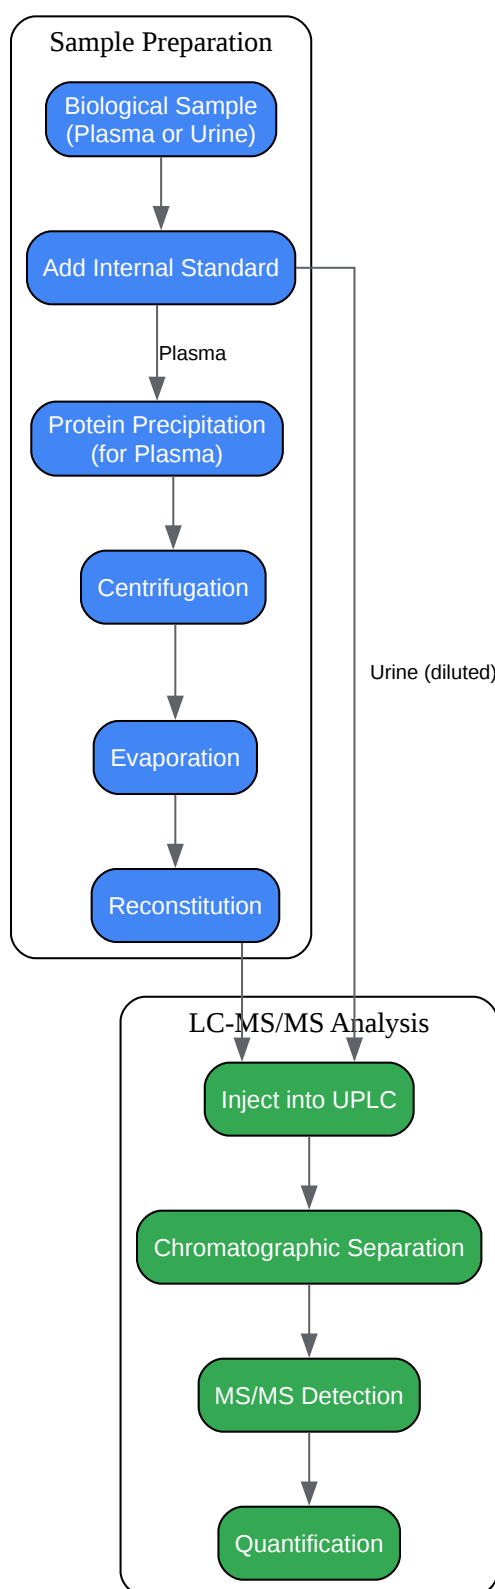 Sample Preparation
Biological Sample
(Plasma or Urine)
Add Internal Standard
Plasma
Protein Precipitation
(for Plasma)
Centrifugation
Urine (diluted)
Evaporation
Reconstitution
LC-MS/MS Analysis
Inject into UPLC
Chromatographic Separation
MS/MS Detection
Quantification